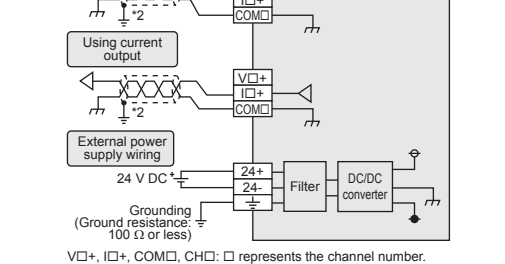 I□+
*2
COM□
Using current
output
V□+
I□+
*2
COM□
External power
supply wiring
24 V DC
24+
24-
Filter
DC/DC
converter
Grounding
(Ground resistance:
100 Ω or less)
V□+, I□+, COM□, CH□: □ represents the channel number.